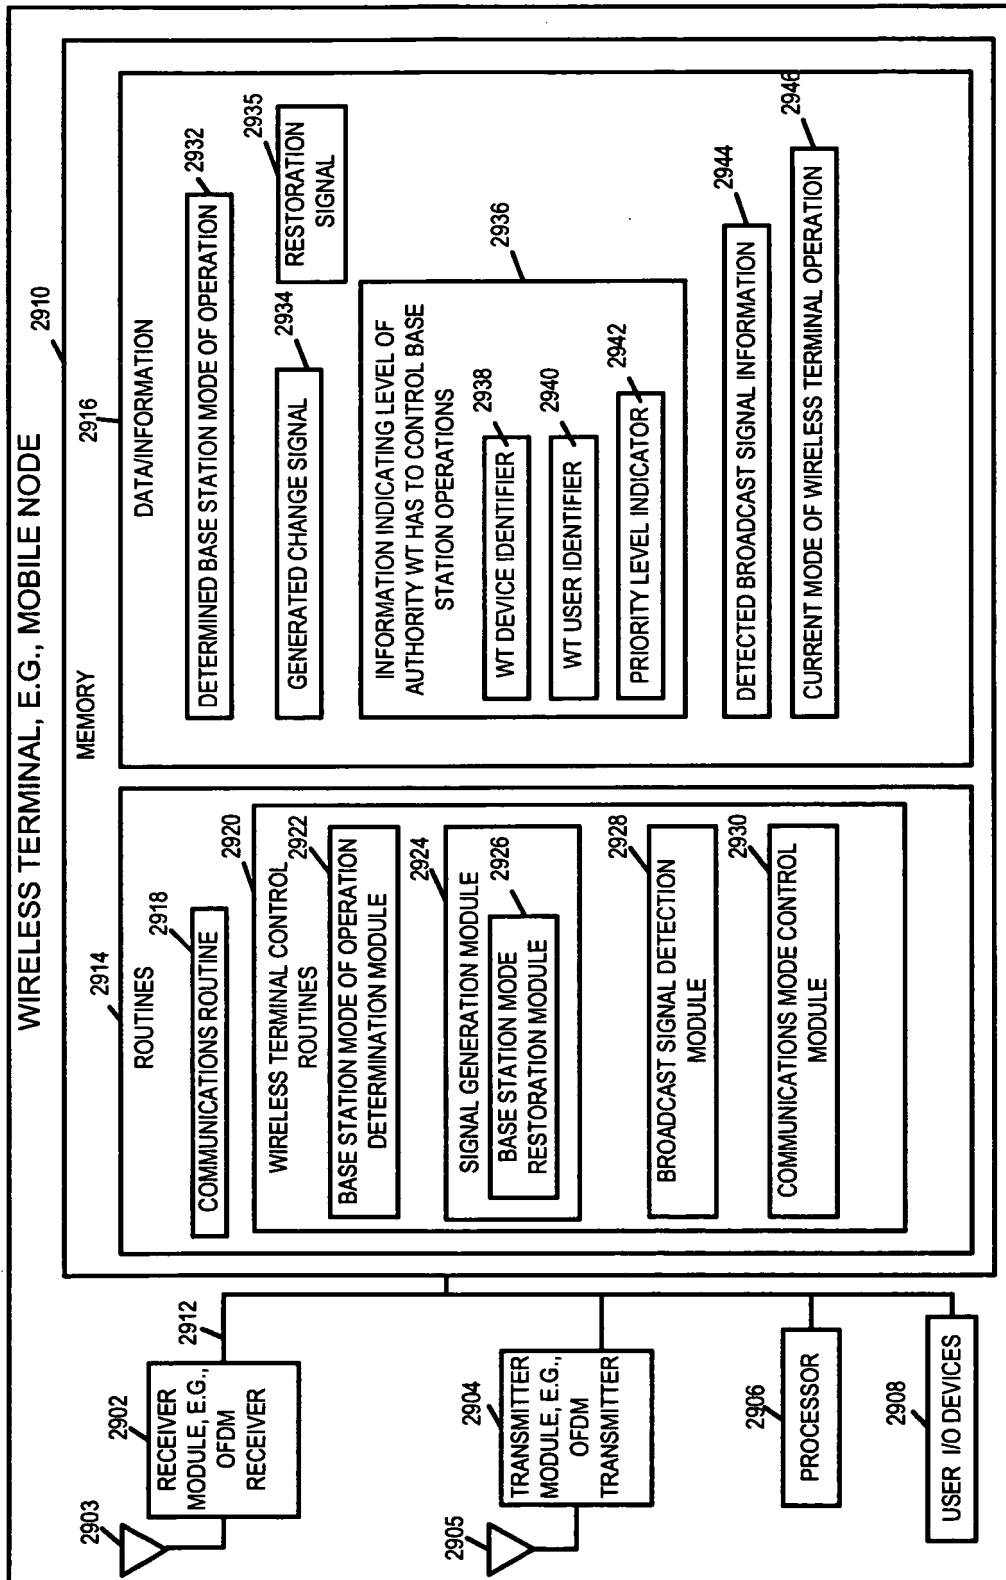 WIRELESS TERMINAL, E.G., MOBILE NODE
2910
MEMORY
2914
ROUTINES
2918
COMMUNICATIONS ROUTINE
2920
WIRELESS TERMINAL CONTROL
ROUTINES
2922
BASE STATION MODE OF OPERATION
DETERMINATION MODULE
2924
SIGNAL GENERATION MODULE
2926
BASE STATION MODE
RESTORATION MODULE
2928
BROADCAST SIGNAL DETECTION
MODULE
2930
COMMUNICATIONS MODE CONTROL
MODULE
2916
DATA/INFORMATION
2932
DETERMINED BASE STATION MODE OF OPERATION
2934
GENERATED CHANGE SIGNAL
2935
RESTORATION
SIGNAL
2936
INFORMATION INDICATING LEVEL OF
AUTHORITY WT HAS TO CONTROL BASE
STATION OPERATIONS
2938
WT DEVICE IDENTIFIER
2940
WT USER IDENTIFIER
2942
PRIORITY LEVEL INDICATOR
2944
DETECTED BROADCAST SIGNAL INFORMATION
2946
CURRENT MODE OF WIRELESS TERMINAL OPERATION
2903
2902
RECEIVER
MODULE, E.G.,
OFDM
RECEIVER
2912
2905
2904
TRANSMITTER
MODULE, E.G.,
OFDM
TRANSMITTER
2906
PROCESSOR
2908
USER I/O DEVICES